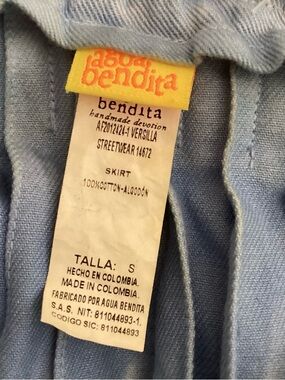 agua
bendita
bendita
handmade devotion
AF2012424-1 VERSILLA
STREETWEAR 14672
SKIRT
100%COTTON-ALGODÓN
TALLA: S
HECHO EN COLOMBIA.
MADE IN COLOMBIA.
FABRICADO POR AGUA BENDITA
S.A.S. NIT: 811044893-1.
CODIGO SIC: 811044893